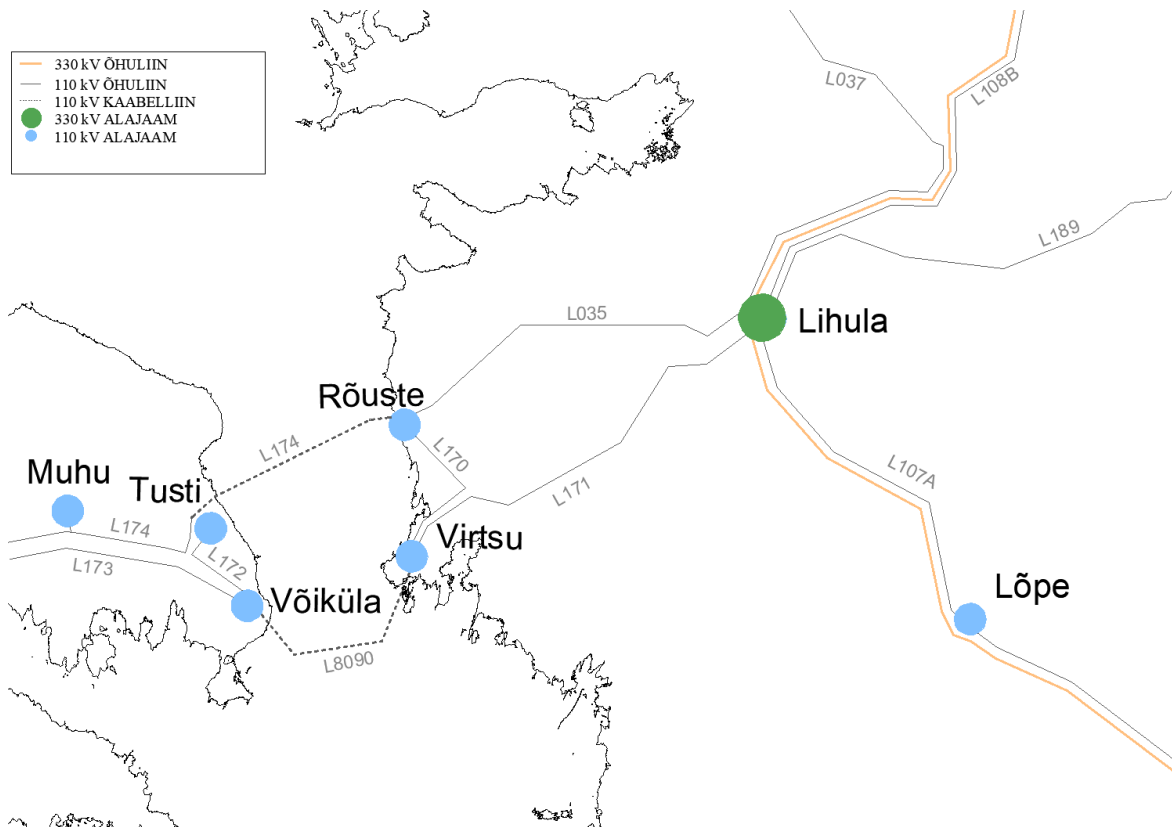 330 kV ÕHULIIN
110 kV ÕHULIIN
110 kV KAABELLIIN
330 kV ALAJAAM
110 kV ALAJAAM
L037
L108B
L189
L035
Lihula
Rõuste
L174
L170
L171
L107A
Muhu
Tusti
L174
L172
L173
Virtsu
Võiküla
L8090
Lõpe